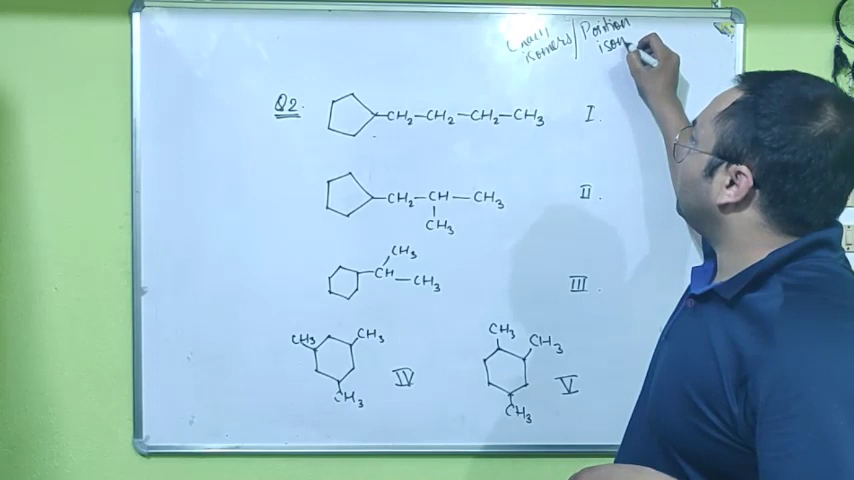 Position
isomers/ ison
Q2.
CH₂-CH₂-CH₂-CH₃ I.
CH₂-CH-CH₃ II.
CH₃
CH₃
CH-CH₃ III.
CH₃ CH₃ CH₃ CH₃
IV V
CH₃ CH₃